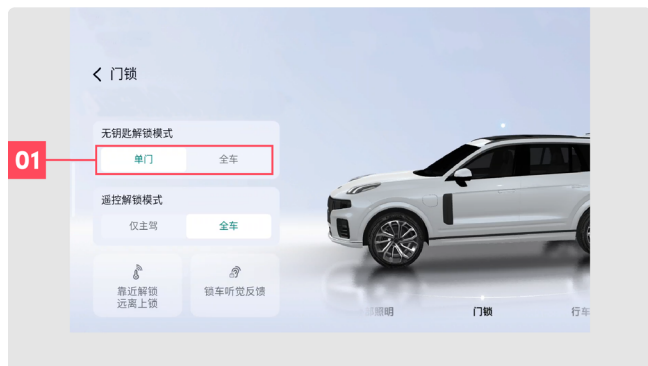 门锁
无钥匙解锁模式
01
单门 全车
遥控解锁模式
仅主驾 全车
靠近解锁 锁车听觉反馈
远离上锁
照明 门锁 行车